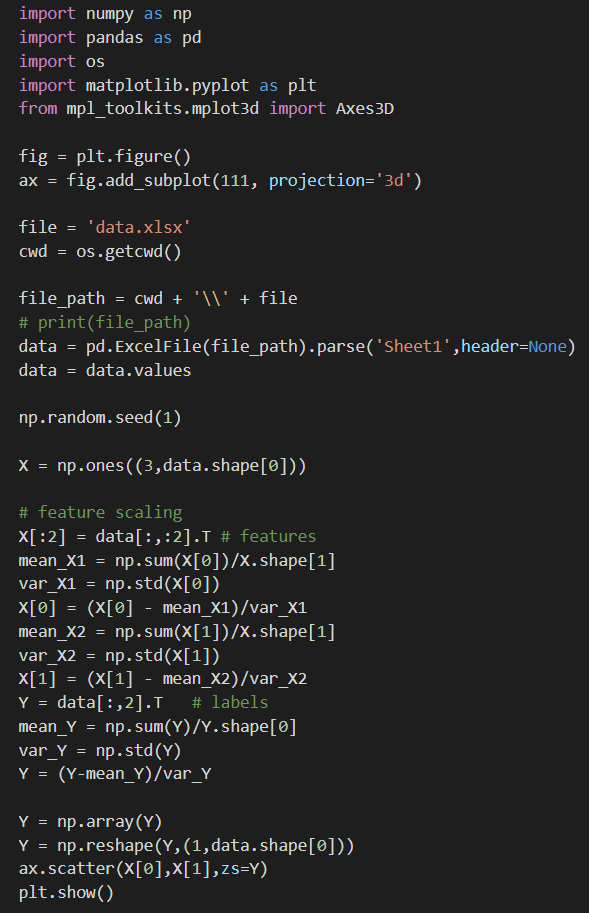 import numpy as np
import pandas as pd
import os
import matplotlib.pyplot as plt
from mpl_toolkits.mplot3d import Axes3D

fig = plt.figure()
ax = fig.add_subplot(111, projection='3d')

file = 'data.xlsx'
cwd = os.getcwd()

file_path = cwd + '\\' + file
# print(file_path)
data = pd.ExcelFile(file_path).parse('Sheet1',header=None)
data = data.values

np.random.seed(1)

X = np.ones((3,data.shape[0]))

# feature scaling
X[:2] = data[:,:2].T # features
mean_X1 = np.sum(X[0])/X.shape[1]
var_X1 = np.std(X[0])
X[0] = (X[0] - mean_X1)/var_X1
mean_X2 = np.sum(X[1])/X.shape[1]
var_X2 = np.std(X[1])
X[1] = (X[1] - mean_X2)/var_X2
Y = data[:,2].T   # labels
mean_Y = np.sum(Y)/Y.shape[0]
var_Y = np.std(Y)
Y = (Y-mean_Y)/var_Y

Y = np.array(Y)
Y = np.reshape(Y,(1,data.shape[0]))
ax.scatter(X[0],X[1],zs=Y)
plt.show()